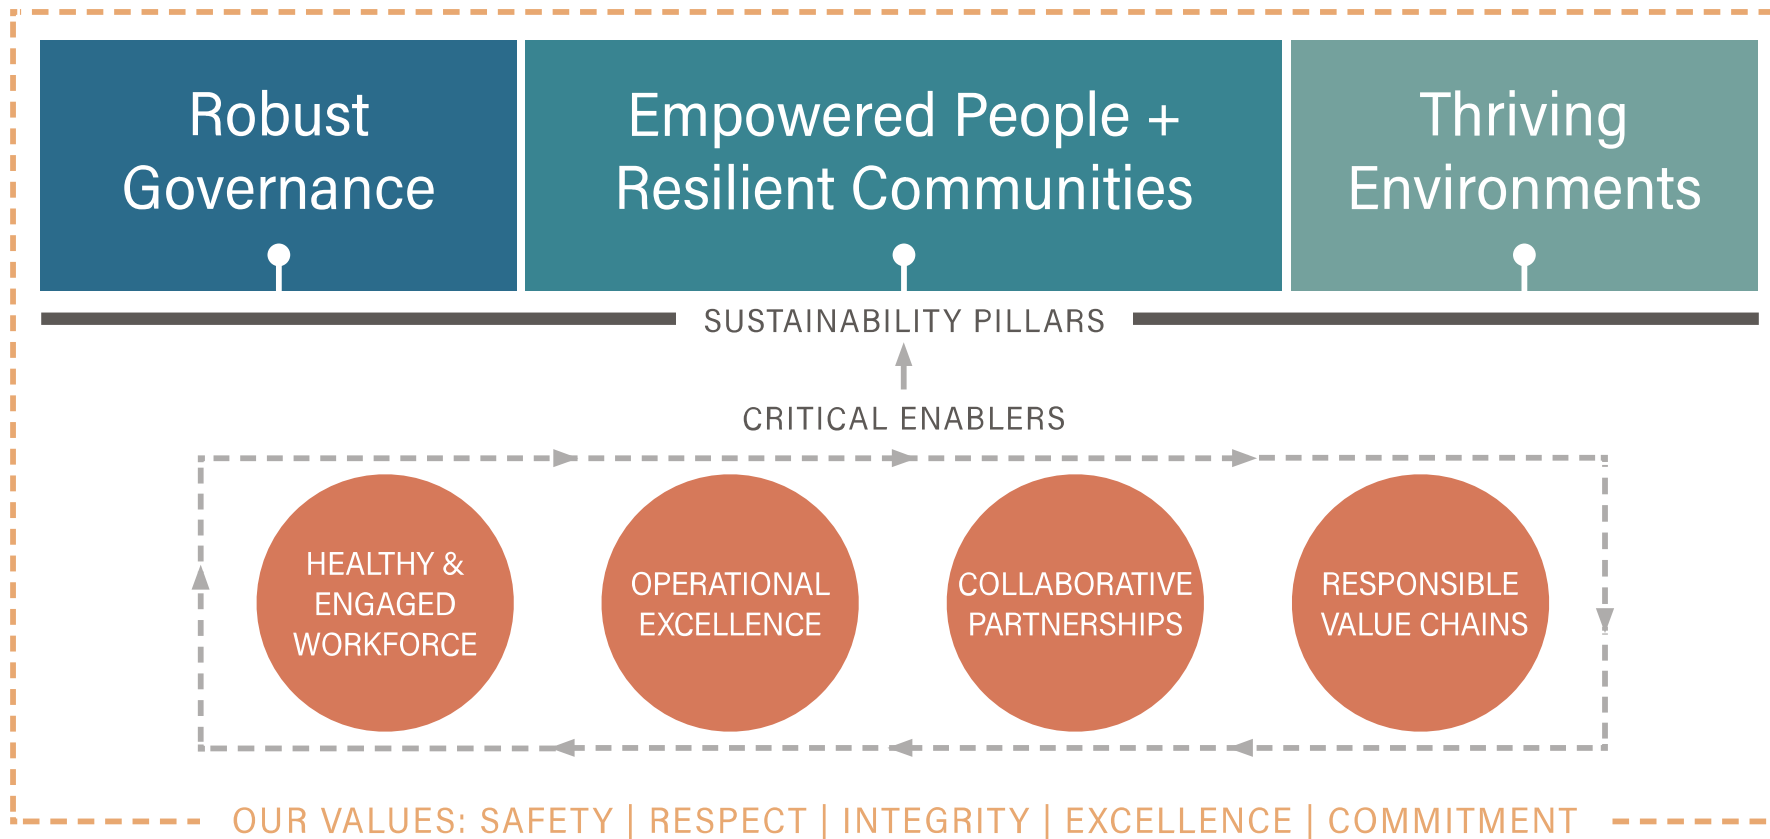 Robust
Governance
Empowered People +
Resilient Communities
Thriving
Environments
SUSTAINABILITY PILLARS
CRITICAL ENABLERS
HEALTHY &
ENGAGED
WORKFORCE
OPERATIONAL
EXCELLENCE
COLLABORATIVE
PARTNERSHIPS
RESPONSIBLE
VALUE CHAINS
OUR VALUES: SAFETY | RESPECT | INTEGRITY | EXCELLENCE | COMMITMENT